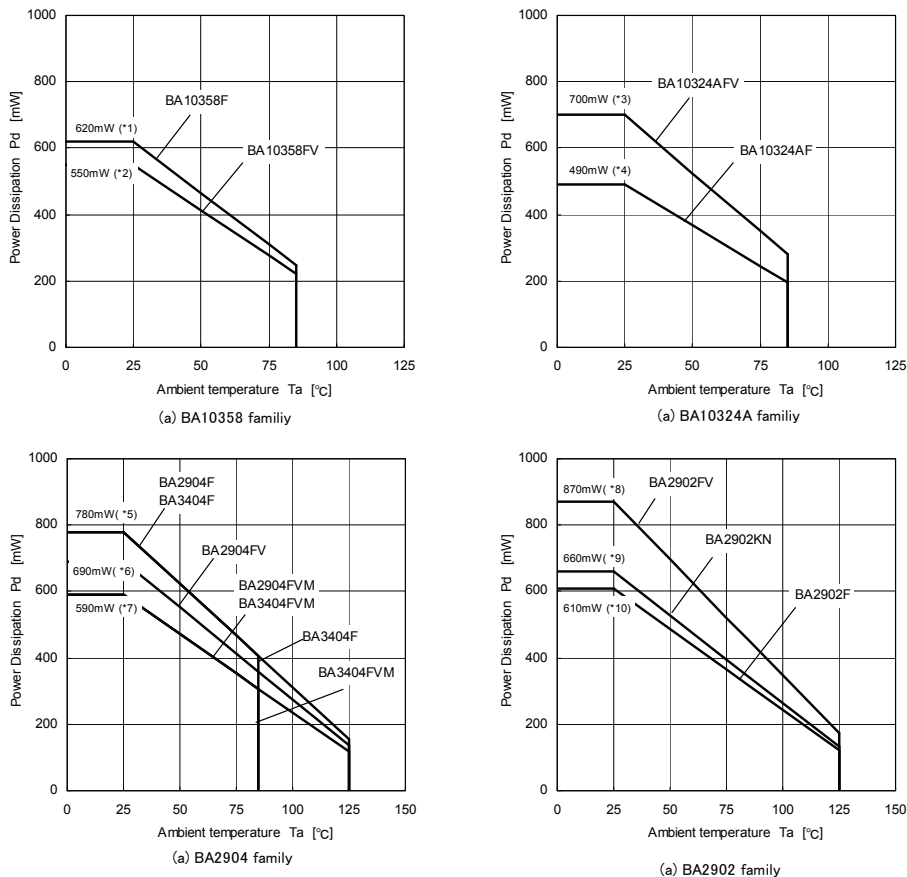 1000
800
600
400
200
0
Power Dissipation Pd [mW]
620mW (*1)
550mW (*2)
BA10358F
BA10358FV
0 25 50 75 100 125
Ambient temperature Ta [°C]
(a) BA10358 familiy
1000
800
600
400
200
0
Power Dissipation Pd [mW]
700mW (*3)
490mW (*4)
BA10324AFV
BA10324AF
0 25 50 75 100 125
Ambient temperature Ta [°C]
(a) BA10324A familiy
1000
800
600
400
200
0
Power Dissipation Pd [mW]
BA2904F
BA3404F
780mW( *5)
690mW( *6)
590mW (*7)
BA2904FV
BA2904FVM
BA3404FVM
BA3404F
BA3404FVM
0 25 50 75 100 125 150
Ambient temperature Ta [°C]
(a) BA2904 family
1000
800
600
400
200
0
Power Dissipation Pd [mW]
870mW( *8)
660mW( *9)
610mW( *10)
BA2902FV
BA2902KN
BA2902F
0 25 50 75 100 125 150
Ambient temperature Ta [°C]
(a) BA2902 family